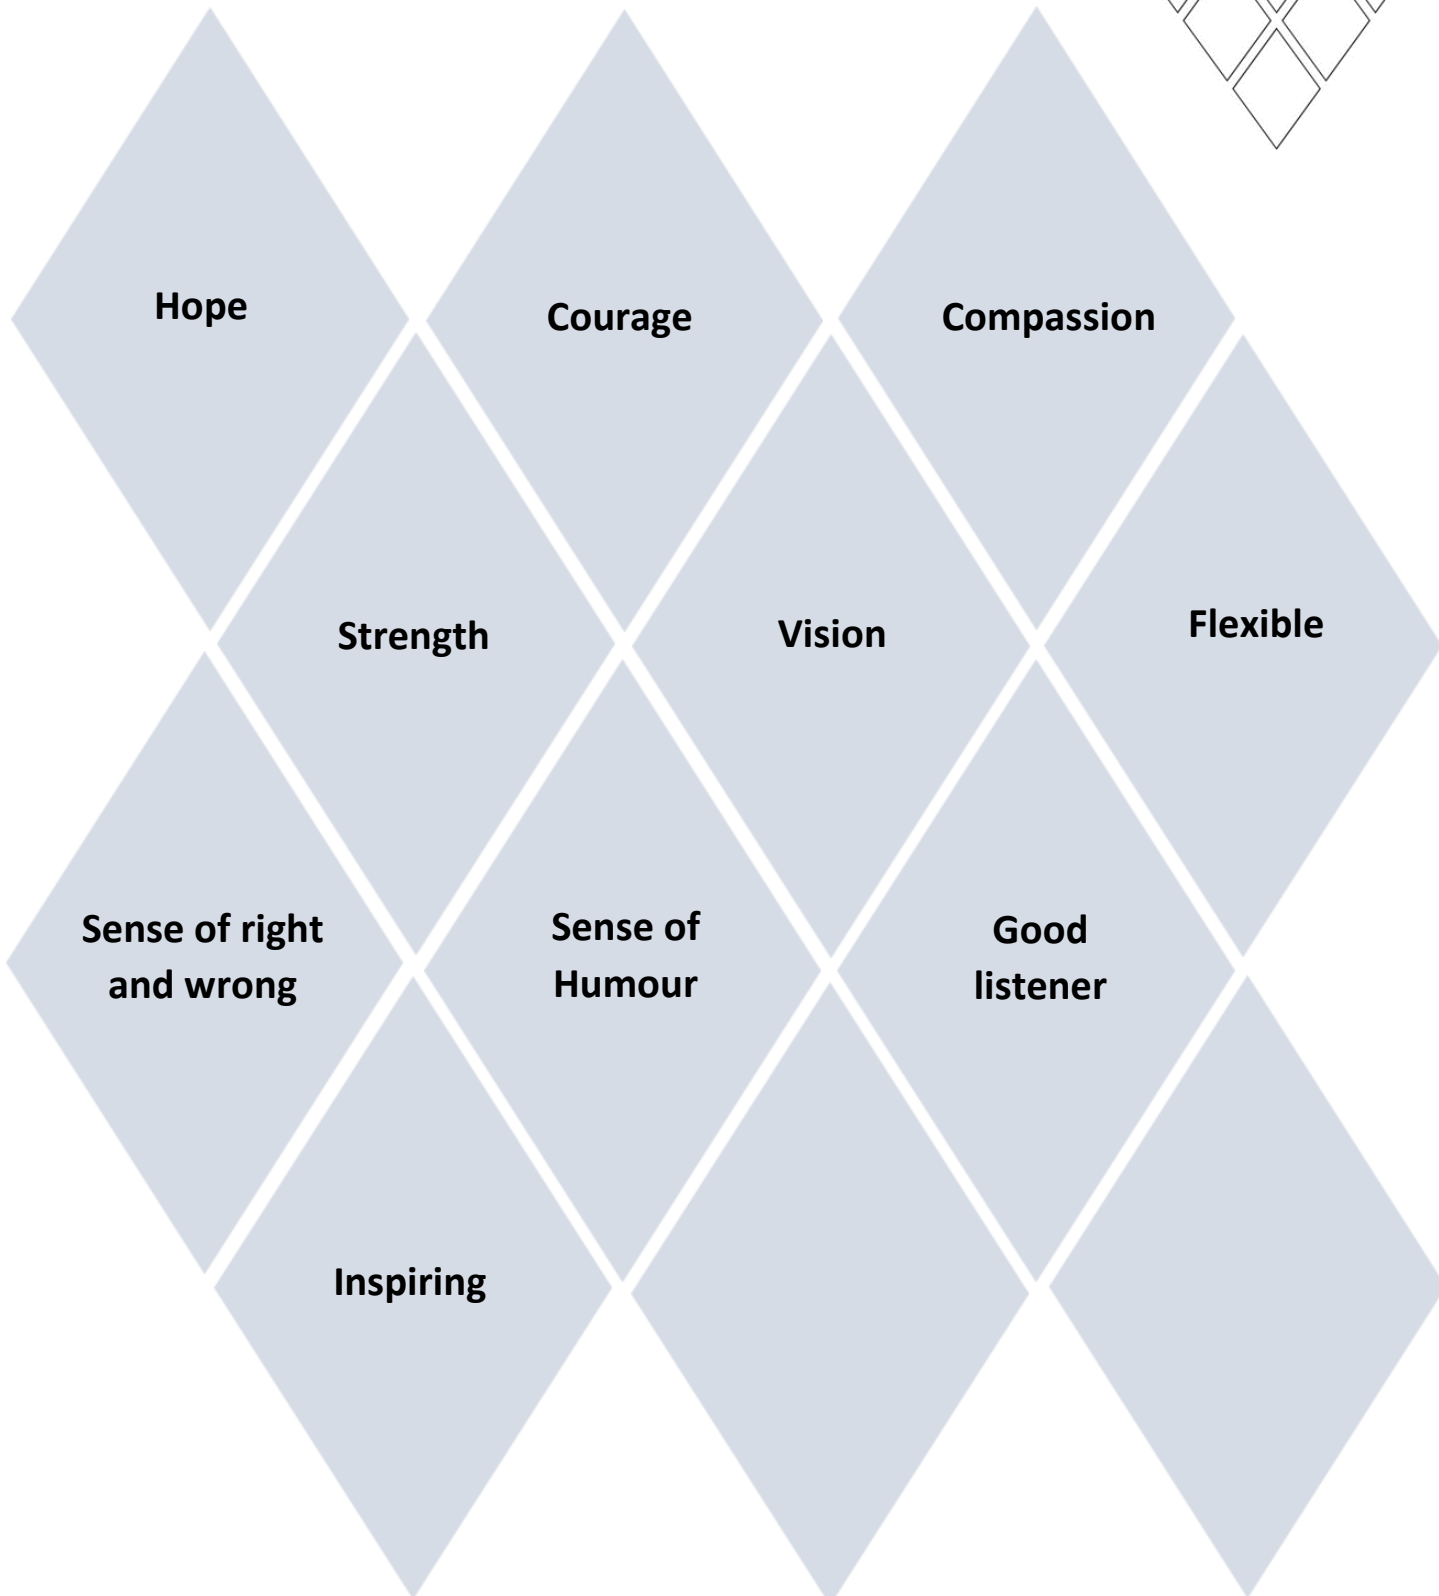 Hope
Courage
Compassion
Strength
Vision
Flexible
Sense of right
and wrong
Sense of
Humour
Good
listener
Inspiring